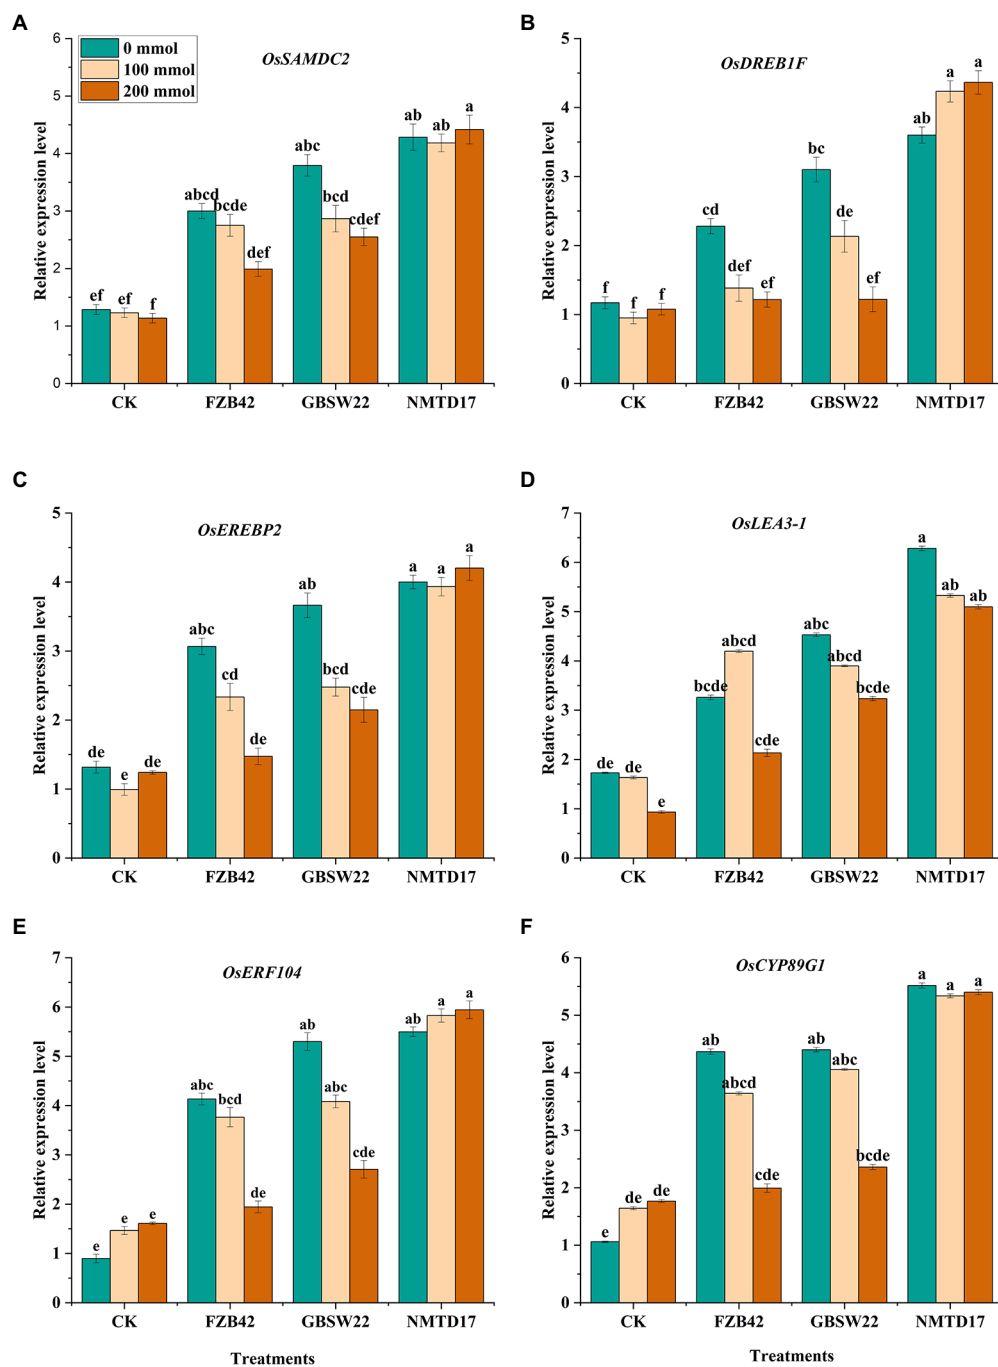 A
B
OsSAMDC2
0 mmol
100 mmol
200 mmol
Relative expression level
6
5
4
3
2
1
0
ef
ef
f
abcd
bcde
def
ab
bcd
cdef
ab
ab
a
CK
FZB42
GBSW22
NMTD17
OsDREB1F
Relative expression level
5
4
3
2
1
0
f
f
f
cd
def
ef
bc
de
ef
ab
a
a
CK
FZB42
GBSW22
NMTD17
C
D
OsEREBP2
Relative expression level
5
4
3
2
1
0
de
e
de
abc
cd
de
ab
bcd
cde
a
a
a
CK
FZB42
GBSW22
NMTD17
OsLEA3-1
Relative expression level
7
6
5
4
3
2
1
0
de
de
e
bcde
abcd
cde
abc
abcd
bcde
a
ab
ab
CK
FZB42
GBSW22
NMTD17
E
F
OsERF104
Relative expression level
7
6
5
4
3
2
1
0
e
e
e
abc
bcd
de
ab
abc
cde
ab
a
a
CK
FZB42
GBSW22
NMTD17
Treatments
OsCYP89G1
Relative expression level
6
5
4
3
2
1
0
e
de
de
ab
abcd
cde
ab
abc
bcde
a
a
a
CK
FZB42
GBSW22
NMTD17
Treatments